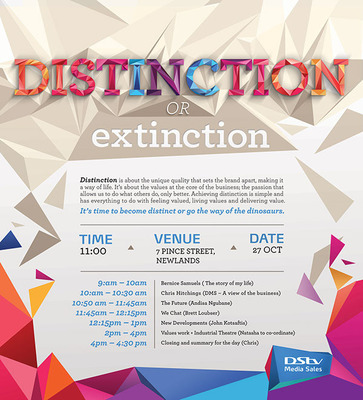 DISTINCTION
OR
extinction
Distinction is about the unique quality that sets the brand apart, making it
a way of life. It's about the values at the core of the business; the passion that
allows us to do what others do, only better. Achieving distinction is simple and
has everything to do with feeling valued, living values and delivering value.
It's time to become distinct or go the way of the dinosaurs.
TIME
11:00
VENUE
7 PINCE STREET,
NEWLANDS
DATE
27 OCT
9:am – 10am Bernice Samuels ( The story of my life)
10:am – 10:30 am Chris Hitchings (DMS – A view of the business)
10:50 am – 11:45am The Future (Andisa Ngubane)
11:45am – 12:15pm We Chat (Brett Loubser)
12:15pm – 1pm New Developments (John Kotsaftis)
2pm – 4pm Values work + Industrial Theatre (Natasha to co-ordinate)
4pm – 4:30 pm Closing and summary for the day (Chris)
DStv
Media Sales